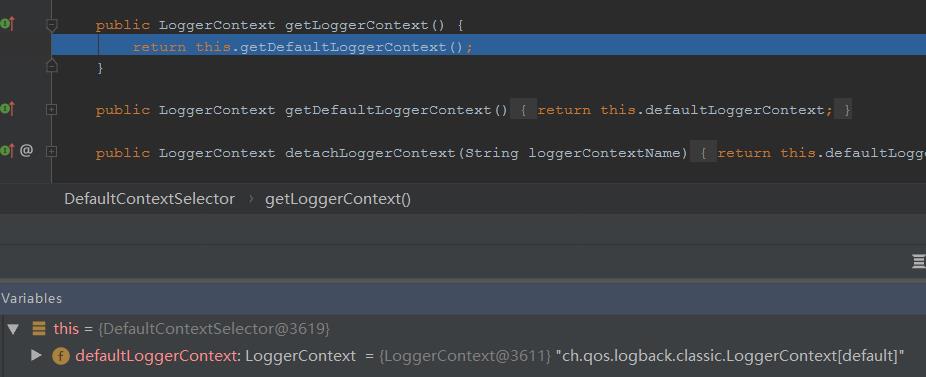 public LoggerContext getLoggerContext() {
return this.getDefaultLoggerContext();
}
public LoggerContext getDefaultLoggerContext() { return this.defaultLoggerContext; }
@ public LoggerContext detachLoggerContext(String loggerContextName) { return this.defaultLogg
DefaultContextSelector › getLoggerContext()
Variables
this = {DefaultContextSelector@3619}
f defaultLoggerContext: LoggerContext = {LoggerContext@3611} "ch.qos.logback.classic.LoggerContext[default]"